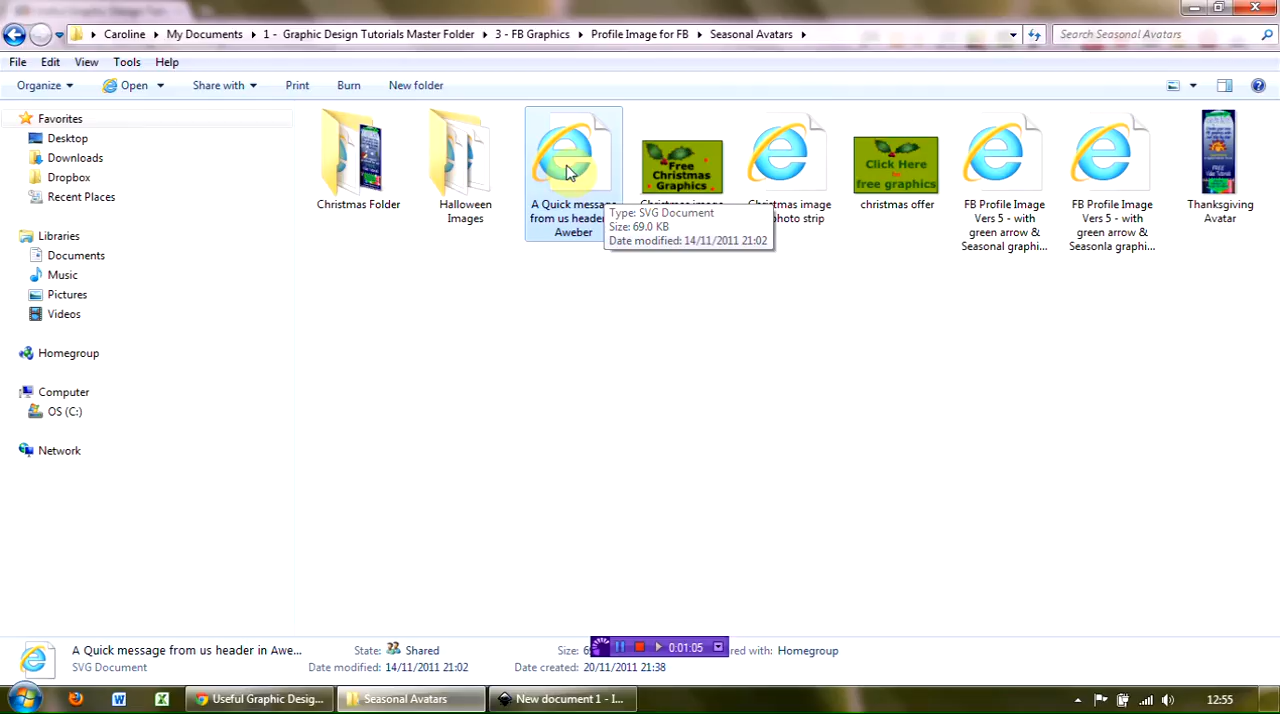 Caroline ▸ My Documents ▸ 1 - Graphic Design Tutorials Master Folder ▸ 3 - FB Graphics ▸ Profile Image for FB ▸ Seasonal Avatars ▸
Search Seasonal Avatars
File Edit View Tools Help
Organize Open Share with Print Burn New folder
Favorites
Desktop
Downloads
Dropbox
Recent Places
Libraries
Documents
Music
Pictures
Videos
Homegroup
Computer
OS (C:)
Network
Christmas Folder
Halloween
Images
A Quick message
from us header
Aweber
Free
Christmas
Graphics
Christmas image
Christmas image
photo strip
Click Here
for
free graphics
christmas offer
FB Profile Image
Vers 5 - with
green arrow &
Seasonal graphi...
FB Profile Image
Vers 5 - with
green arrow &
Seasonla graphi...
Thanksgiving
Avatar
Type: SVG Document
Size: 69.0 KB
Date modified: 14/11/2011 21:02
A Quick message from us header in Awe...
SVG Document
State: Shared
Date modified: 14/11/2011 21:02
Date created: 20/11/2011 21:38
0:01:05
Homegroup
Useful Graphic Desig...
Seasonal Avatars
New document 1 - I...
12:55